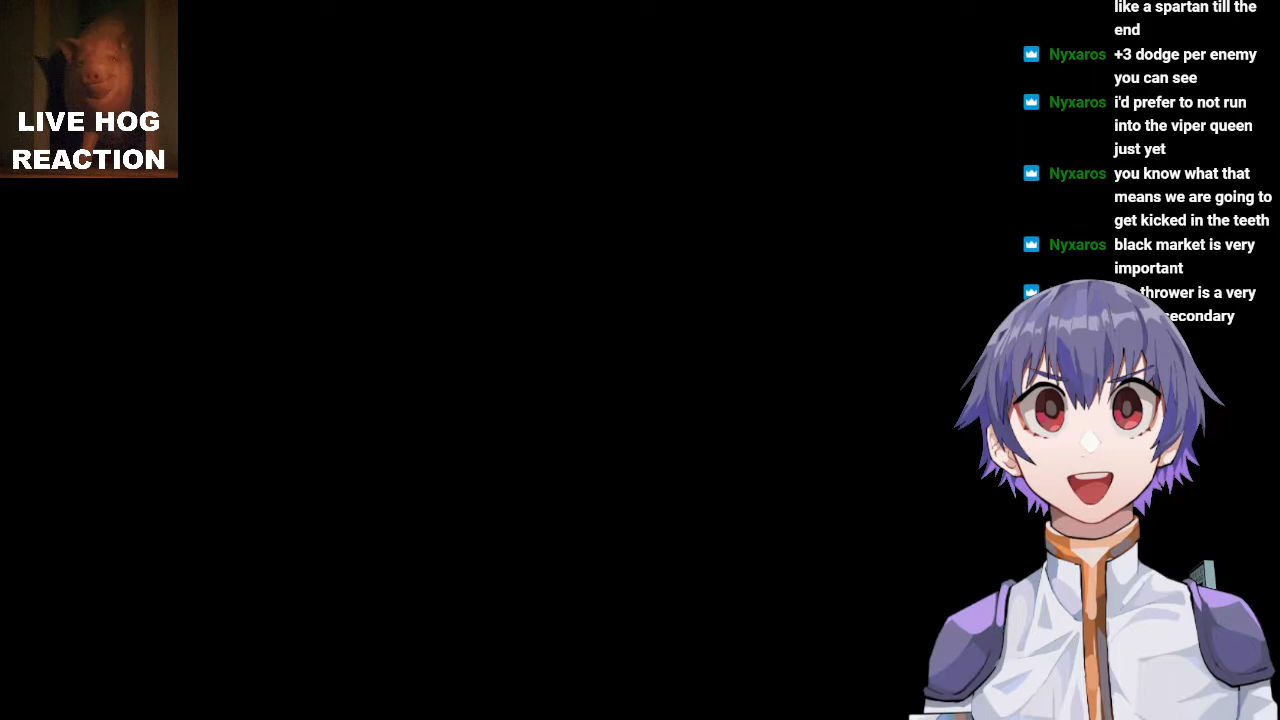 LIVE HOG
REACTION
like a spartan till the
end
Nyxaros +3 dodge per enemy
you can see
Nyxaros i'd prefer to not run
into the viper queen
just yet
Nyxaros you know what that
means we are going to
get kicked in the teeth
Nyxaros black market is very
important
thrower is a very
secondary